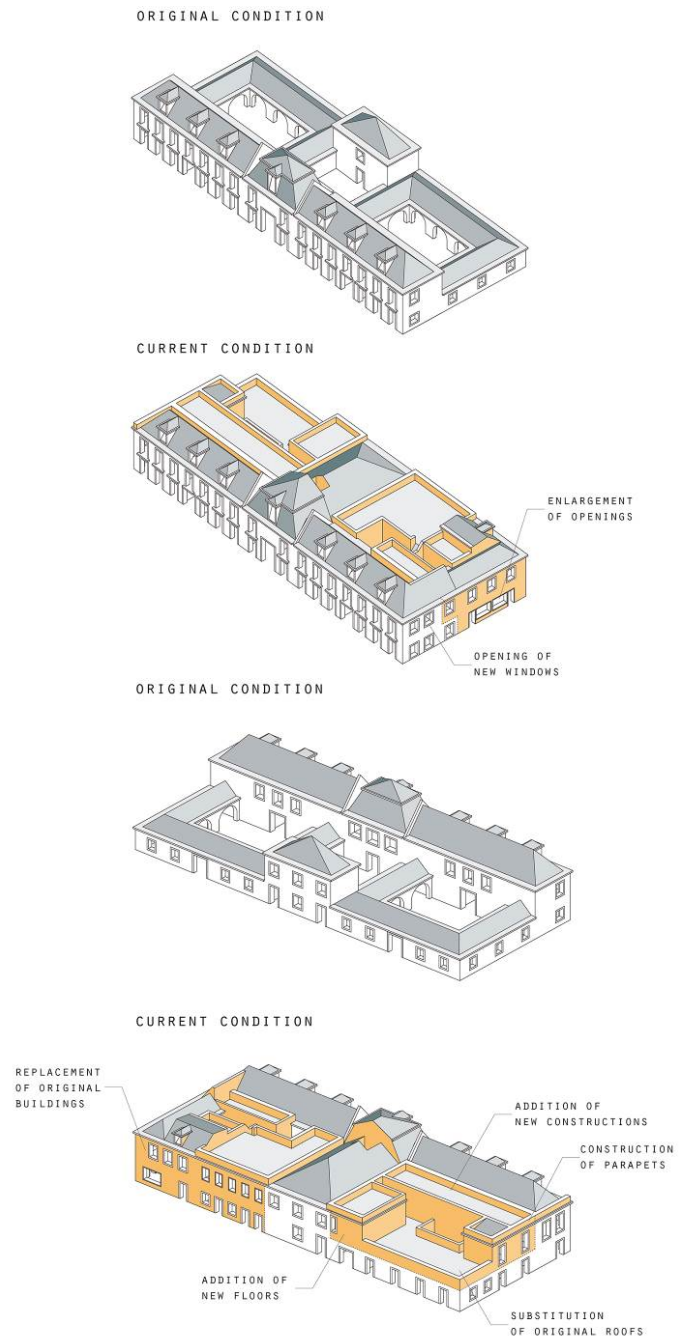 ORIGINAL CONDITION
CURRENT CONDITION
ENLARGEMENT
OF OPENINGS
OPENING OF
NEW WINDOWS
ORIGINAL CONDITION
CURRENT CONDITION
REPLACEMENT
OF ORIGINAL
BUILDINGS
ADDITION OF
NEW CONSTRUCTIONS
CONSTRUCTION
OF PARAPETS
ADDITION OF
NEW FLOORS
SUBSTITUTION
OF ORIGINAL ROOFS